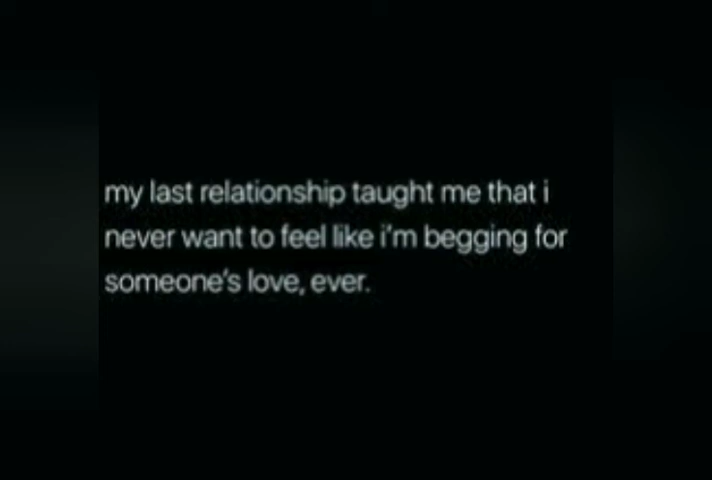 my last relationship taught me that i
never want to feel like i'm begging for
someone's love, ever.